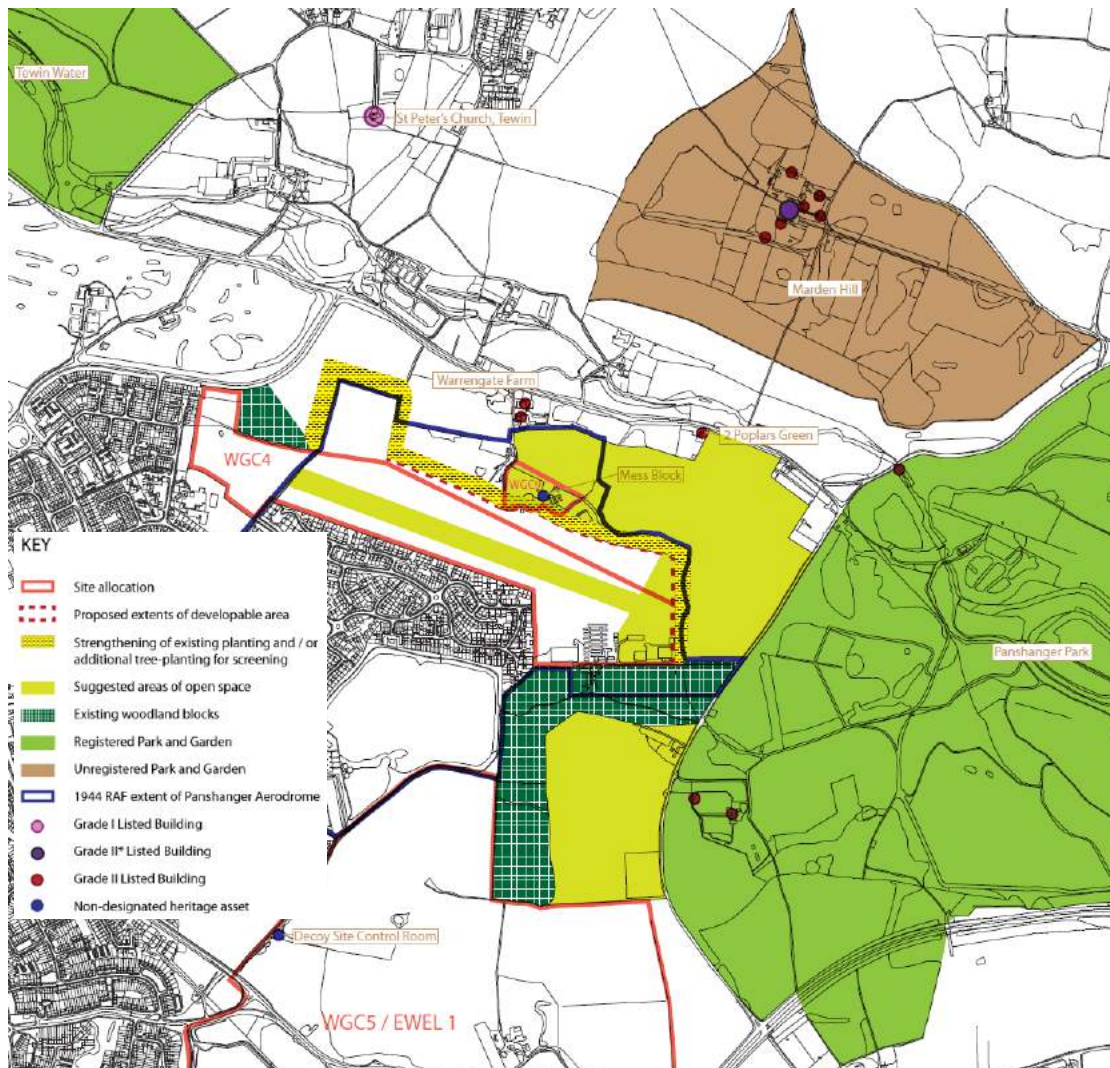 Tewin Water
St Peter's Church, Tewin
Marden Hill
Warrengate Farm
2 Poplars Green
WGC4
Mess Block
Panshanger Park
KEY
Site allocation
Proposed extents of developable area
Strengthening of existing planting and / or
additional tree-planting for screening
Suggested areas of open space
Existing woodland blocks
Registered Park and Garden
Unregistered Park and Garden
1944 RAF extent of Panshanger Aerodrome
Grade I Listed Building
Grade II* Listed Building
Grade II Listed Building
Non-designated heritage asset
Decoy Site Control Room
WGC5 / EWEL 1